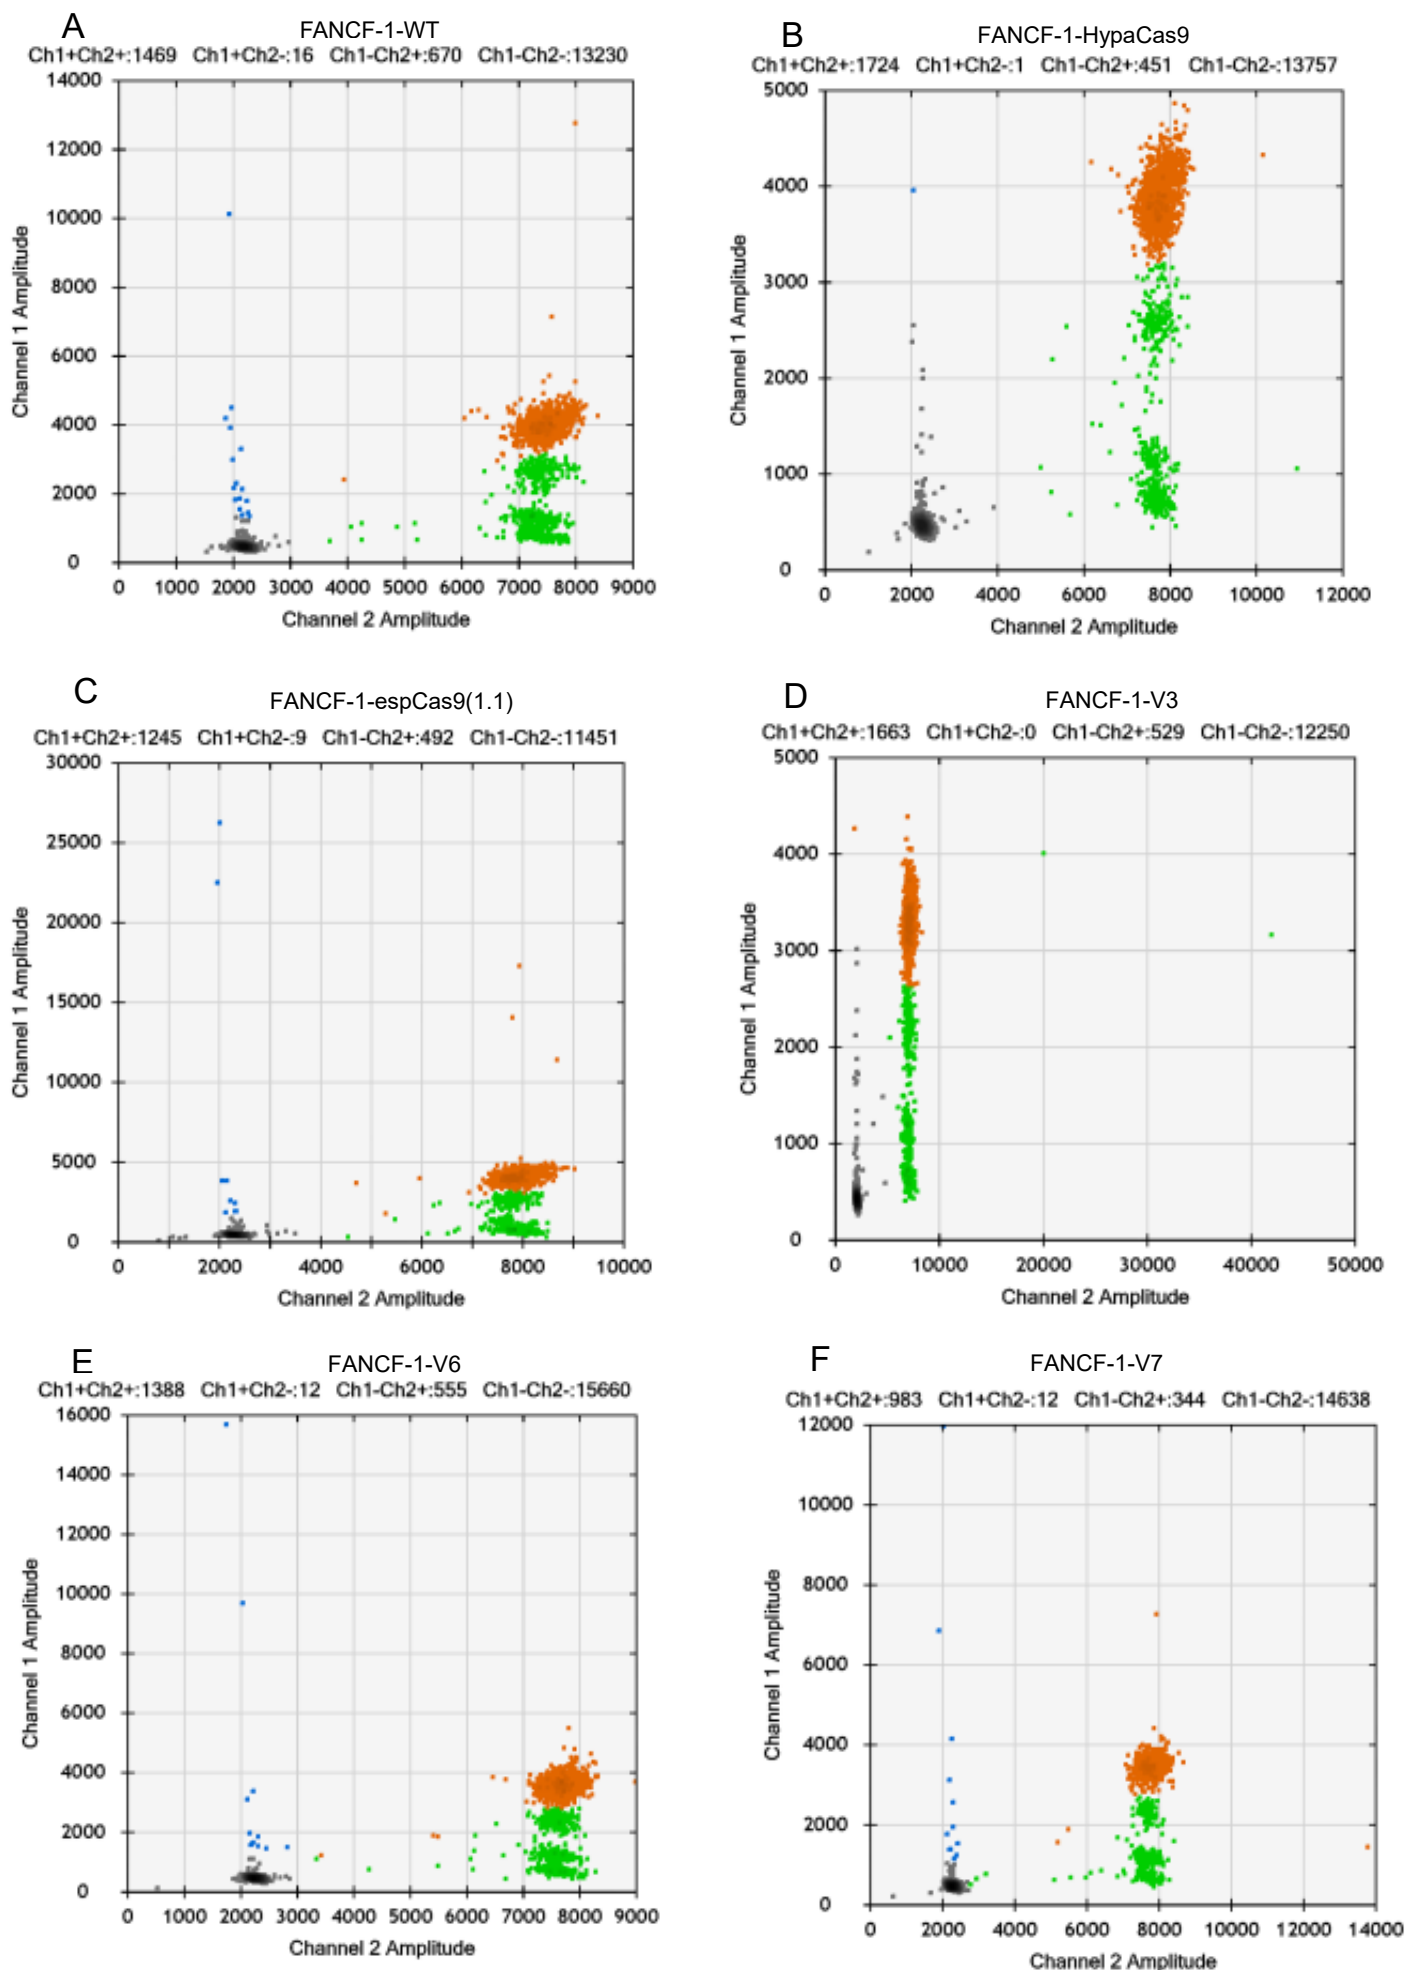 A
FANCF-1-WT
Ch1+Ch2+:1469 Ch1+Ch2-:16 Ch1-Ch2+:670 Ch1-Ch2-:13230
14000
12000
10000
8000
6000
4000
2000
0
0 1000 2000 3000 4000 5000 6000 7000 8000 9000
Channel 1 Amplitude
Channel 2 Amplitude
B
FANCF-1-HypaCas9
Ch1+Ch2+:1724 Ch1+Ch2-:1 Ch1-Ch2+:451 Ch1-Ch2-:13757
5000
4000
3000
2000
1000
0
0 2000 4000 6000 8000 10000 12000
Channel 1 Amplitude
Channel 2 Amplitude
C
FANCF-1-espCas9(1.1)
Ch1+Ch2+:1245 Ch1+Ch2-:9 Ch1-Ch2+:492 Ch1-Ch2-:11451
30000
25000
20000
15000
10000
5000
0
0 2000 4000 6000 8000 10000
Channel 1 Amplitude
Channel 2 Amplitude
D
FANCF-1-V3
Ch1+Ch2+:1663 Ch1+Ch2-:0 Ch1-Ch2+:529 Ch1-Ch2-:12250
5000
4000
3000
2000
1000
0
0 10000 20000 30000 40000 50000
Channel 1 Amplitude
Channel 2 Amplitude
E
FANCF-1-V6
Ch1+Ch2+:1388 Ch1+Ch2-:12 Ch1-Ch2+:555 Ch1-Ch2-:15660
16000
14000
12000
10000
8000
6000
4000
2000
0
0 1000 2000 3000 4000 5000 6000 7000 8000 9000
Channel 1 Amplitude
Channel 2 Amplitude
F
FANCF-1-V7
Ch1+Ch2+:983 Ch1+Ch2-:12 Ch1-Ch2+:344 Ch1-Ch2-:14638
12000
10000
8000
6000
4000
2000
0
0 2000 4000 6000 8000 10000 12000 14000
Channel 1 Amplitude
Channel 2 Amplitude